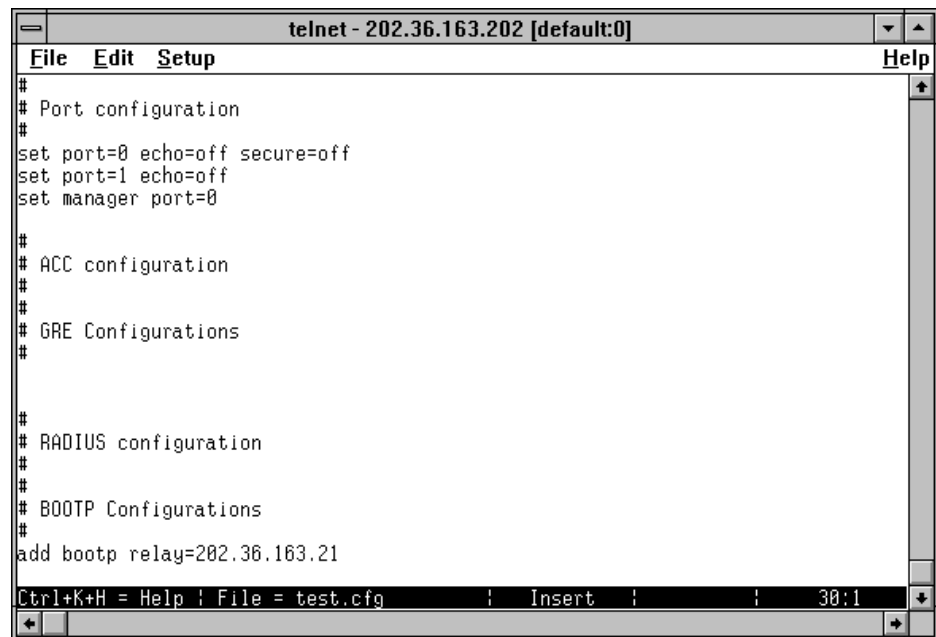 telnet - 202.36.163.202 [default:0]
File Edit Setup Help
#
# Port configuration
#
set port=0 echo=off secure=off
set port=1 echo=off
set manager port=0
#
# ACC configuration
#
#
# GRE Configurations
#
#
# RADIUS configuration
#
#
# BOOTP Configurations
#
add bootp relay=202.36.163.21
Ctrl+K+H = Help ¦ File = test.cfg ¦ Insert ¦ ¦ 30:1